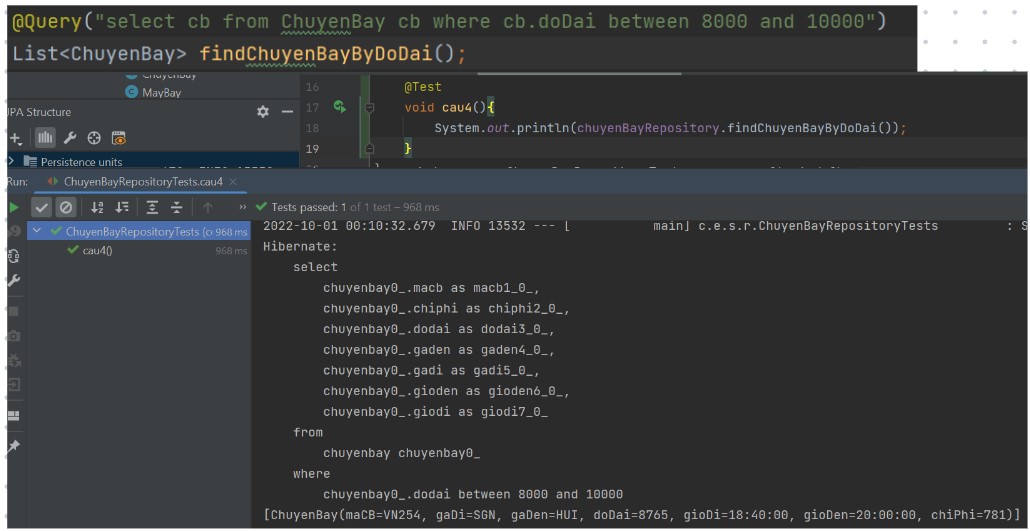 @Query("select cb from ChuyenBay cb where cb.doDai between 8000 and 10000")
List<ChuyenBay> findChuyenBayByDoDai();
ChuyenBay
MayBay
JPA Structure
Persistence units
16 @Test
17 void cau4(){
18 System.out.println(chuyenBayRepository.findChuyenBayByDoDai());
19 }
Run: ChuyenBayRepositoryTests.cau4 ×
» Tests passed: 1 of 1 test – 968 ms
ChuyenBayRepositoryTests (c 968 ms
cau4() 968 ms
2022-10-01 00:10:32.679 INFO 13532 --- [ main] c.e.s.r.ChuyenBayRepositoryTests : S
Hibernate:
select
chuyenbay0_.macb as macb1_0_,
chuyenbay0_.chiphi as chiphi2_0_,
chuyenbay0_.dodai as dodai3_0_,
chuyenbay0_.gaden as gaden4_0_,
chuyenbay0_.gadi as gadi5_0_,
chuyenbay0_.gioden as gioden6_0_,
chuyenbay0_.giodi as giodi7_0_
from
chuyenbay chuyenbay0_
where
chuyenbay0_.dodai between 8000 and 10000
[ChuyenBay(maCB=VN254, gaDi=SGN, gaDen=HUI, doDai=8765, gioDi=18:40:00, gioDen=20:00:00, chiPhi=781)]